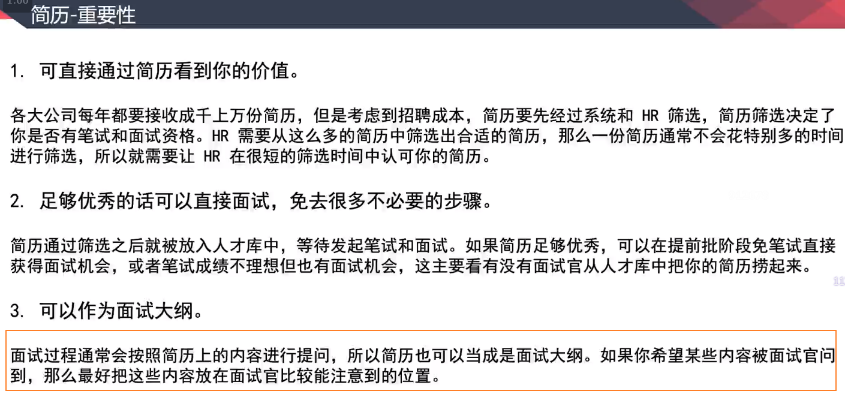 1:00
简历-重要性
1. 可直接通过简历看到你的价值。
各大公司每年都要接收成千上万份简历，但是考虑到招聘成本，简历要先经过系统和 HR 筛选，简历筛选决定了
你是否有笔试和面试资格。HR 需要从这么多的简历中筛选出合适的简历，那么一份简历通常不会花特别多的时间
进行筛选，所以就需要让 HR 在很短的筛选时间中认可你的简历。
2. 足够优秀的话可以直接面试，免去很多不必要的步骤。
简历通过筛选之后就被放入人才库中，等待发起笔试和面试。如果简历足够优秀，可以在提前批阶段免笔试直接
获得面试机会，或者笔试成绩不理想但也有面试机会，这主要看有没有面试官从人才库中把你的简历捞起来。
3. 可以作为面试大纲。
面试过程通常会按照简历上的内容进行提问，所以简历也可以当成是面试大纲。如果你希望某些内容被面试官问
到，那么最好把这些内容放在面试官比较能注意到的位置。